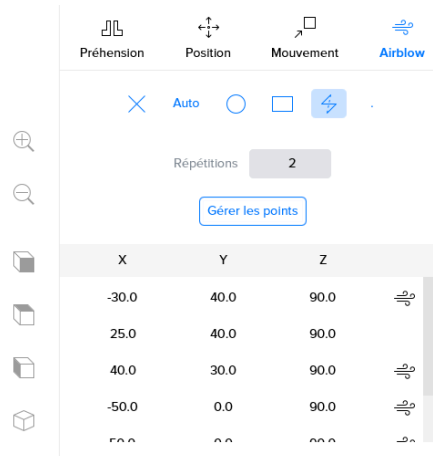 Préhension Position Mouvement Airblow
Auto
Répétitions 2
Gérer les points
X Y Z
-30.0 40.0 90.0
25.0 40.0 90.0
40.0 30.0 90.0
-50.0 0.0 90.0